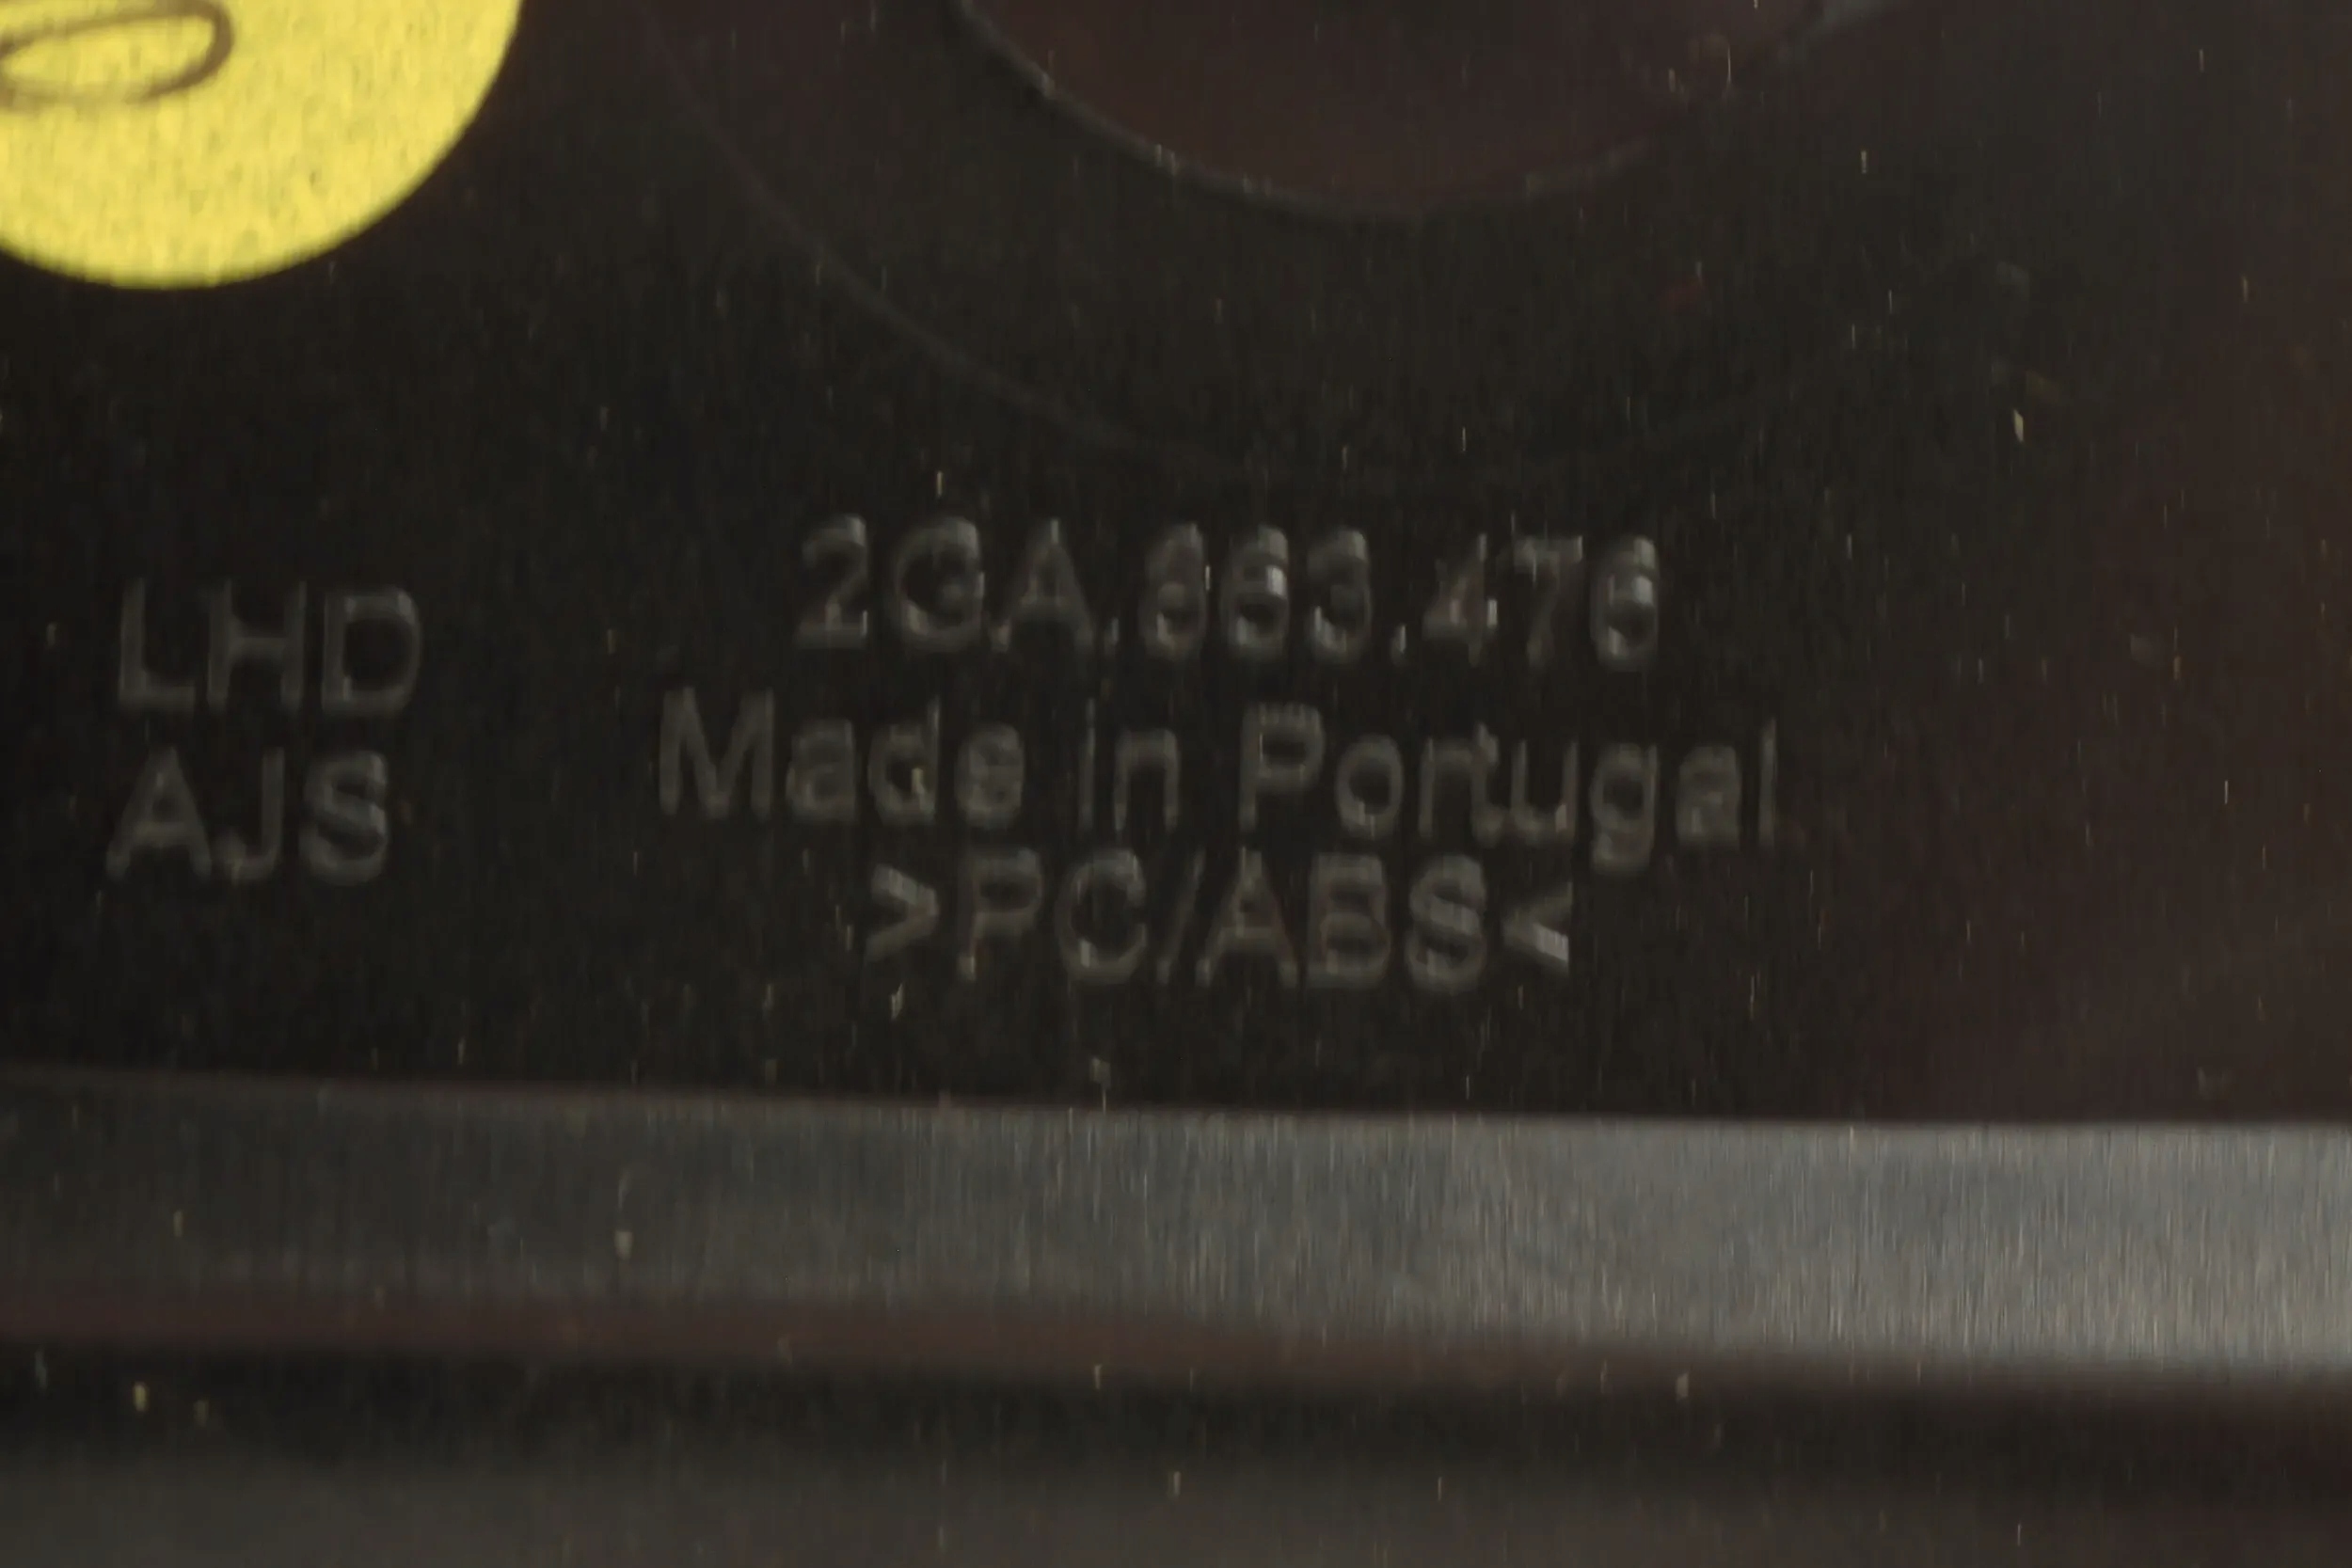 LHD
AJS
2GA.863.476
Made in Portugal
>PC/ABS<